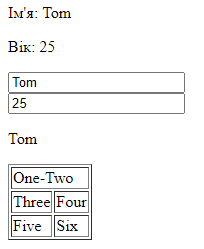 Ім'я: Tom
Вік: 25
Tom
25
Tom
One-Two
Three Four
Five Six